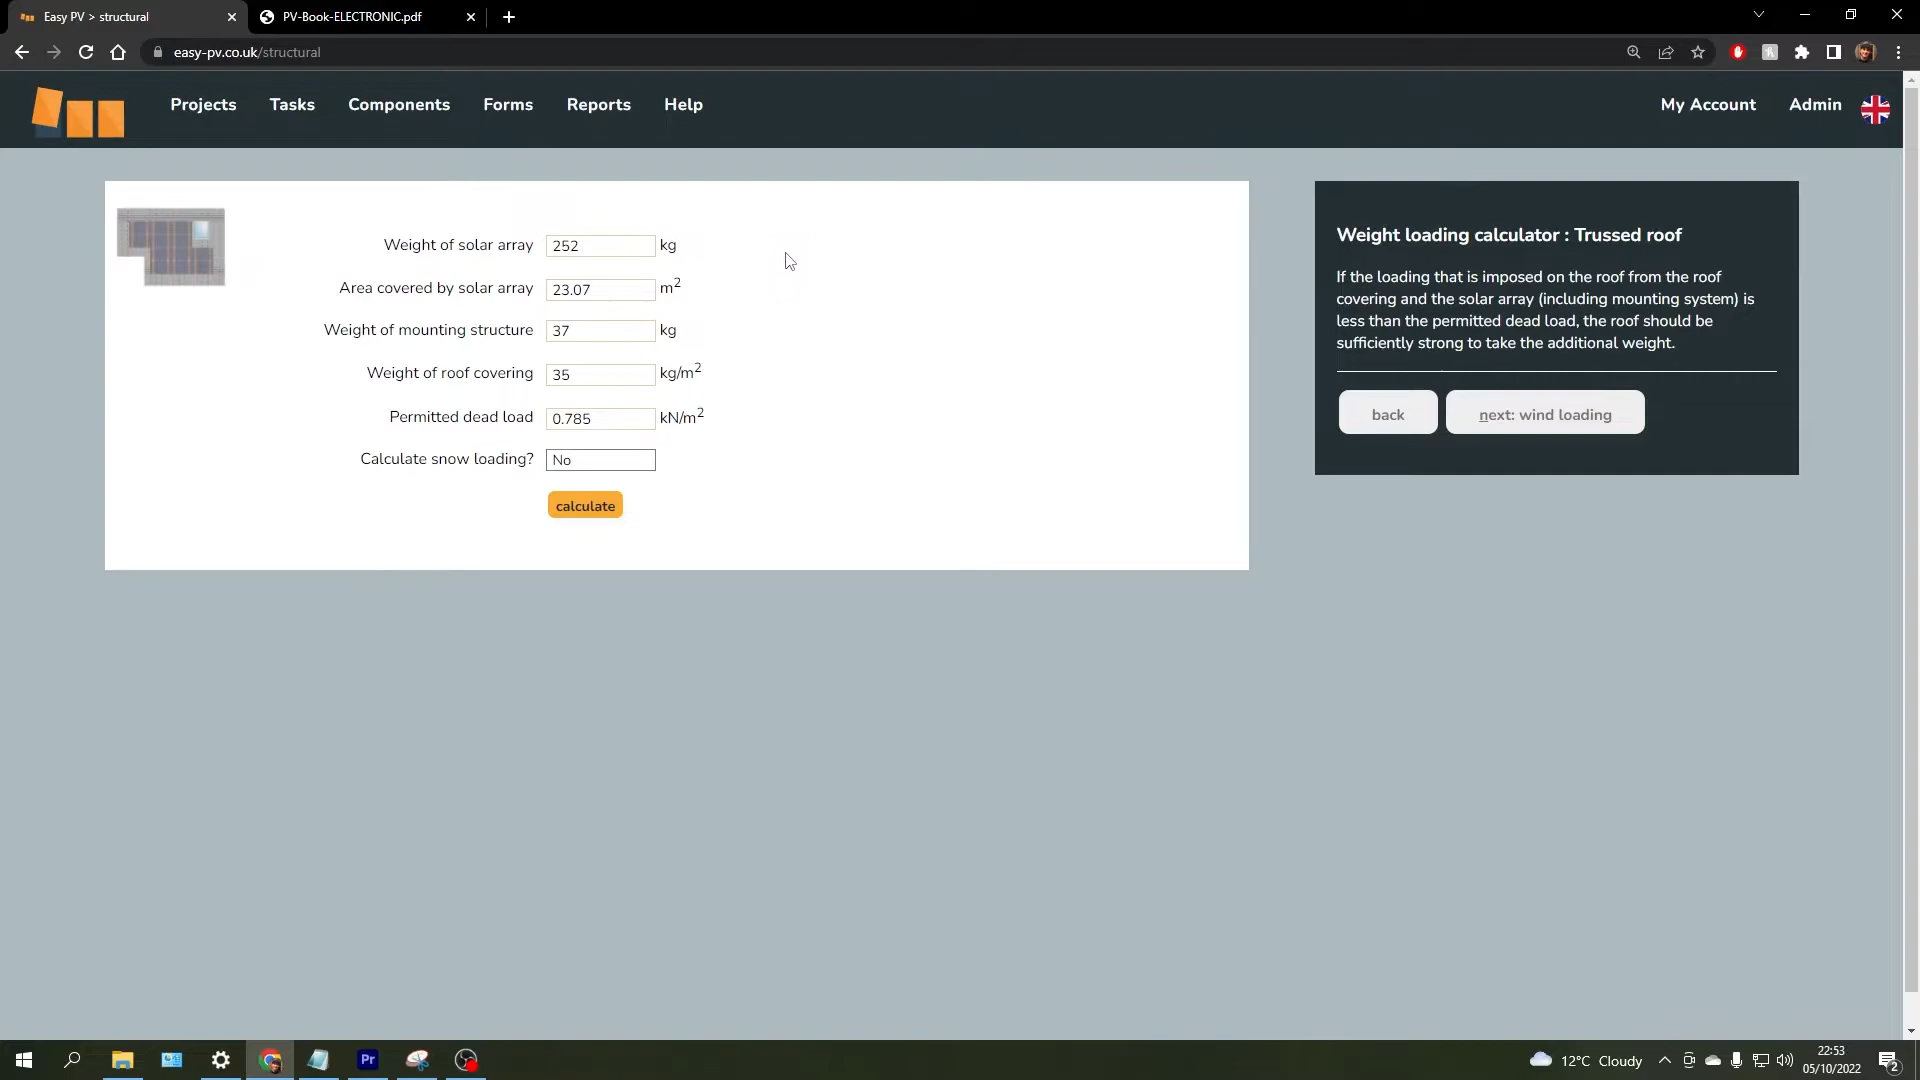 Easy PV > structural
PV-Book-ELECTRONIC.pdf
easy-pv.co.uk/structural
Projects Tasks Components Forms Reports Help My Account Admin
Weight of solar array 252 kg
Area covered by solar array 23.07 m2
Weight of mounting structure 37 kg
Weight of roof covering 35 kg/m2
Permitted dead load 0.785 kN/m2
Calculate snow loading? No
calculate
Weight loading calculator : Trussed roof
If the loading that is imposed on the roof from the roof
covering and the solar array (including mounting system) is
less than the permitted dead load, the roof should be
sufficiently strong to take the additional weight.
back next: wind loading
Pr
12°C Cloudy
22:53
05/10/2022
2